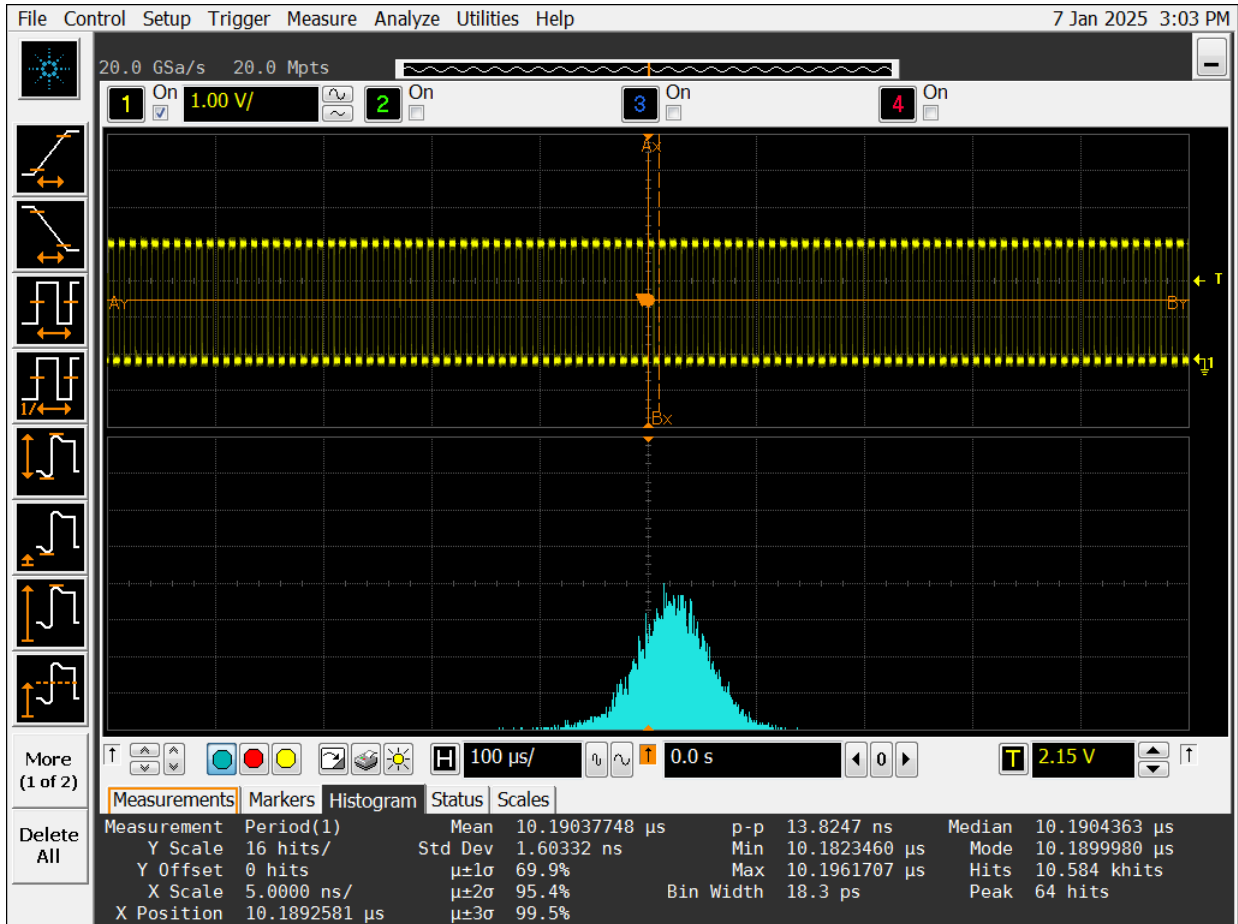 File Control Setup Trigger Measure Analyze Utilities Help 7 Jan 2025 3:03 PM
20.0 GSa/s 20.0 Mpts
1 On 1.00 V/ 2 On 3 On 4 On
Ax
T
AY BY
1
Bx
1/
More
(1 of 2)
Delete
All
H 100 µs/ 0.0 s 0 T 2.15 V
Measurements Markers Histogram Status Scales
Measurement Period(1) Mean 10.19037748 µs p-p 13.8247 ns Median 10.1904363 µs
Y Scale 16 hits/ Std Dev 1.60332 ns Min 10.1823460 µs Mode 10.1899980 µs
Y Offset 0 hits µ±1σ 69.9% Max 10.1961707 µs Hits 10.584 khits
X Scale 5.0000 ns/ µ±2σ 95.4% Bin Width 18.3 ps Peak 64 hits
X Position 10.1892581 µs µ±3σ 99.5%